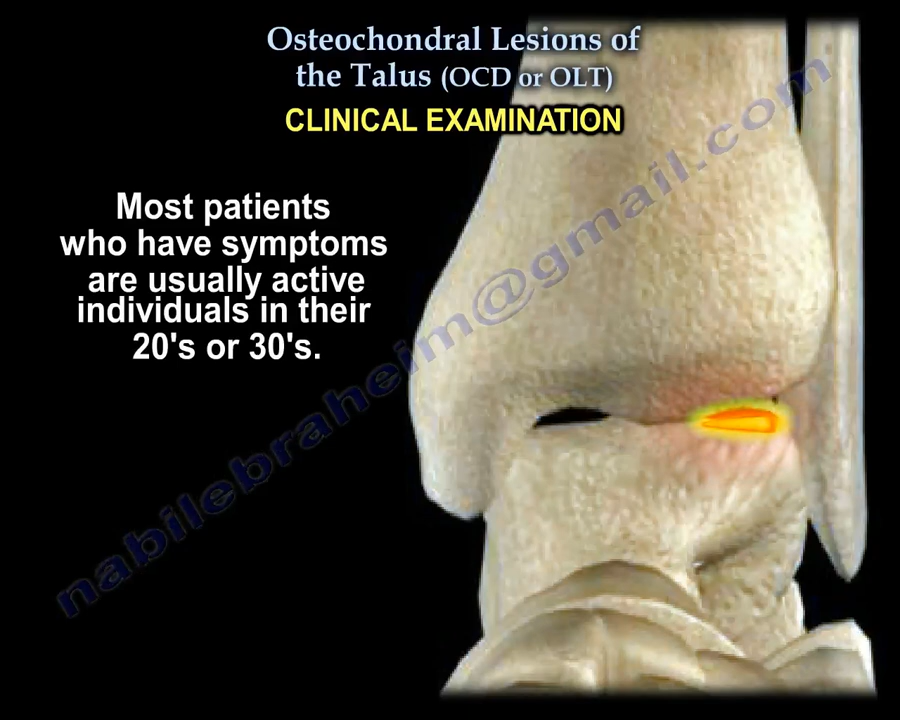 Osteochondral Lesions of
the Talus (OCD or OLT)
CLINICAL EXAMINATION
Most patients
who have symptoms
are usually active
individuals in their
20's or 30's.
nabilebraheim@gmail.com